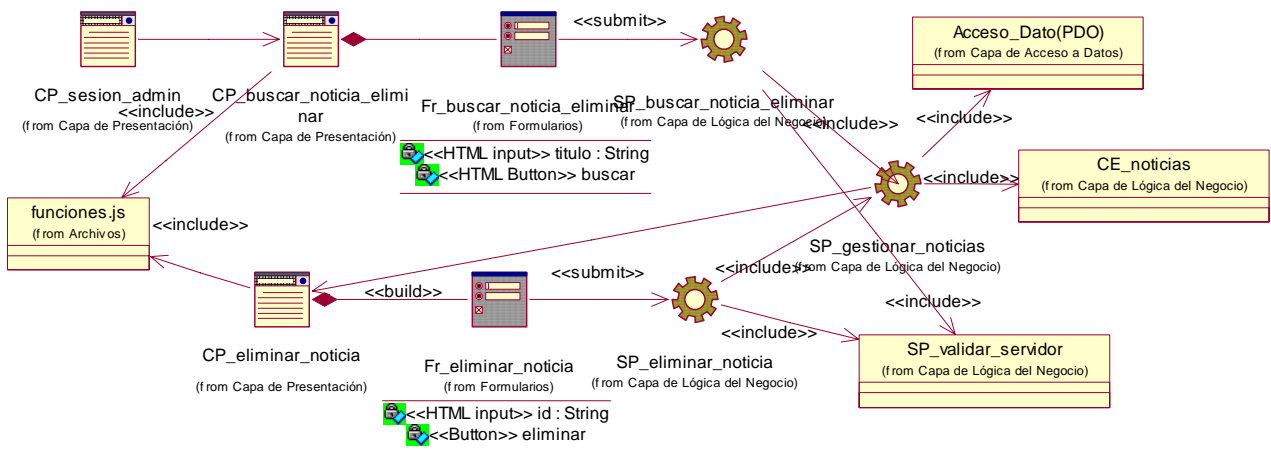 <<submit>>
Acceso_Dato(PDO)
(from Capa de Acceso a Datos)
CP_sesion_admin
(from Capa de Presentación)
<<include>>
CP_buscar_noticia_elimi
nar
(from Capa de Presentación)
Fr_buscar_noticia_eliminar
(from Formularios)
<<HTML input>> titulo : String
<<HTML Button>> buscar
SP_buscar_noticia_eliminar
(from Capa de Lógica del Negocio)
<<include>>
<<include>>
<<include>>
CE_noticias
(from Capa de Lógica del Negocio)
funciones.js
(from Archivos)
<<include>>
SP_gestionar_noticias
(from Capa de Lógica del Negocio)
<<build>>
<<submit>>
<<include>>
<<include>>
<<include>>
CP_eliminar_noticia
(from Capa de Presentación)
Fr_eliminar_noticia
(from Formularios)
<<HTML input>> id : String
<<Button>> eliminar
SP_eliminar_noticia
(from Capa de Lógica del Negocio)
SP_validar_servidor
(from Capa de Lógica del Negocio)